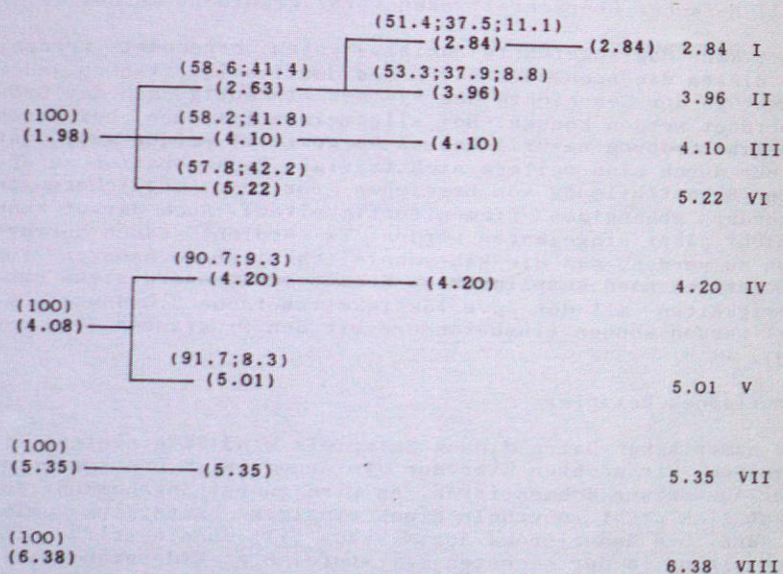 (51.4;37.5;11.1)
(2.84) (2.84) 2.84 I
(58.6;41.4) (53.3;37.9;8.8)
(2.63) (3.96) 3.96 II
(100) (58.2;41.8)
(1.98) (4.10) (4.10) 4.10 III
(57.8;42.2)
(5.22) 5.22 VI
(90.7;9.3)
(4.20) (4.20) 4.20 IV
(100)
(4.08)
(91.7;8.3)
(5.01) 5.01 V
(100)
(5.35) (5.35) 5.35 VII
(100)
(6.38) 6.38 VIII